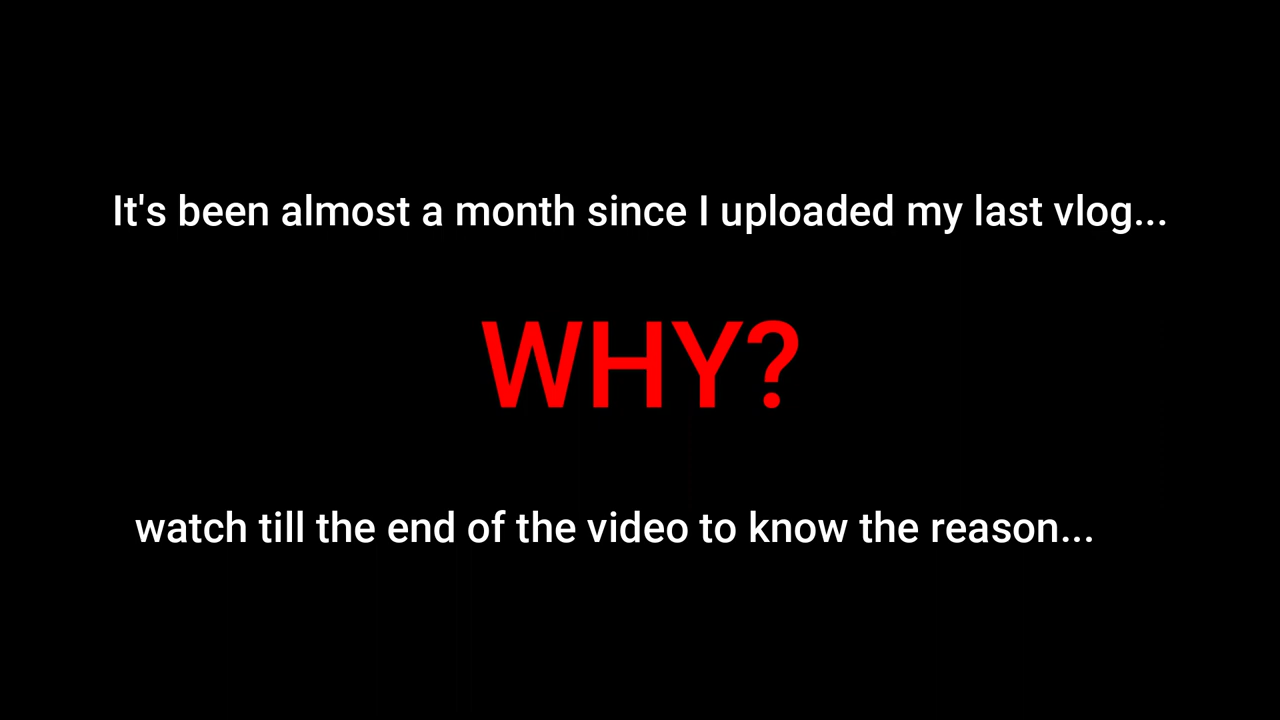 It's been almost a month since I uploaded my last vlog...
WHY?
watch till the end of the video to know the reason...